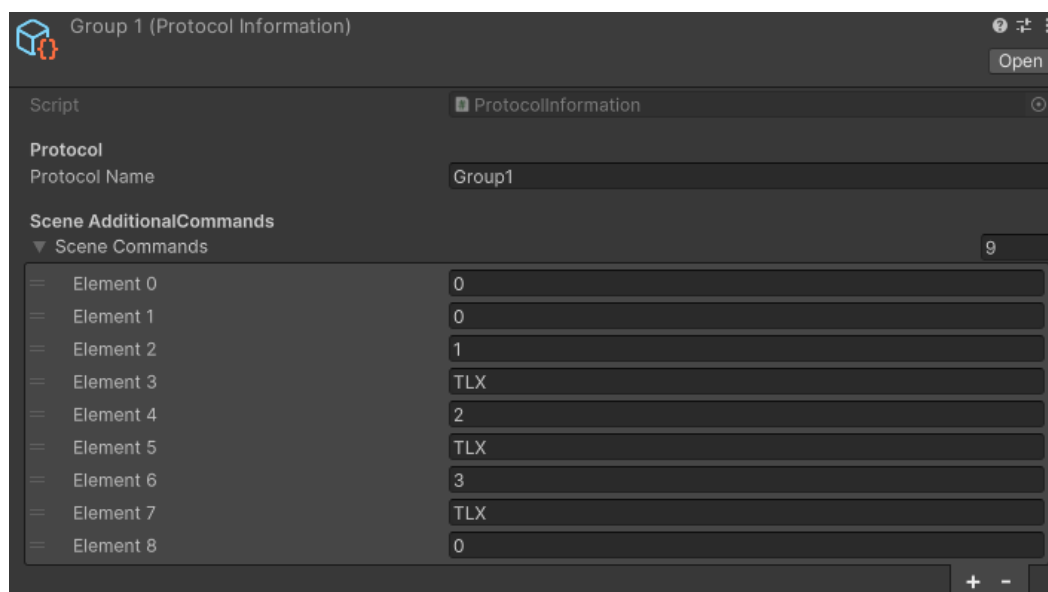 Group 1 (Protocol Information)
Open
Script ProtocolInformation
Protocol
Protocol Name Group1
Scene AdditionalCommands
Scene Commands 9
Element 0 0
Element 1 0
Element 2 1
Element 3 TLX
Element 4 2
Element 5 TLX
Element 6 3
Element 7 TLX
Element 8 0
+ -